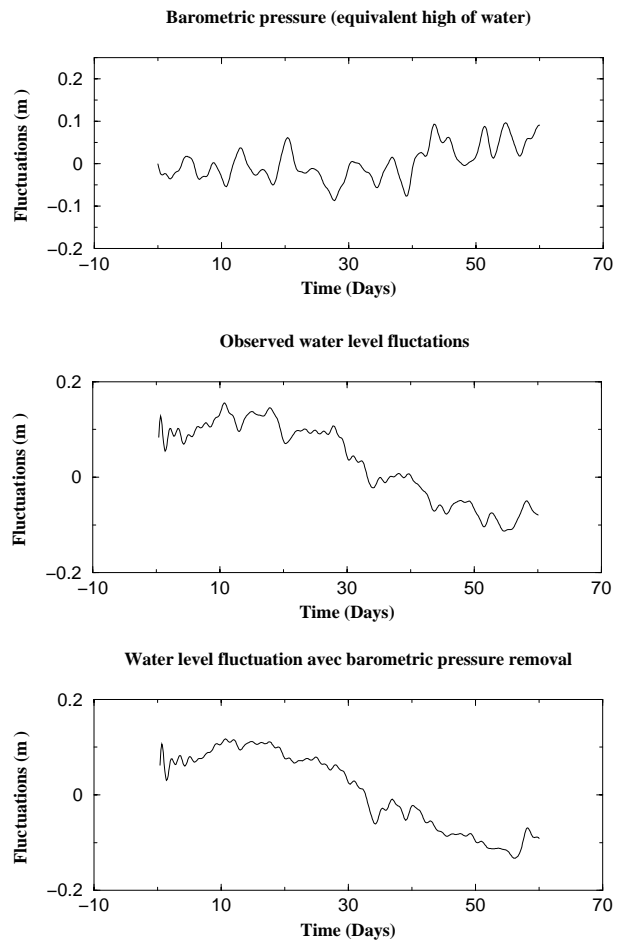 Barometric pressure (equivalent high of water)
Fluctuations (m )
0.2
0.1
0
−0.1
−0.2
−10
10
30
50
70
Time (Days)
Observed water level fluctations
Fluctuations (m )
0.2
0
−0.2
−10
10
30
50
70
Time (Days)
Water level fluctuation avec barometric pressure removal
Fluctuations (m )
0.2
0
−0.2
−10
10
30
50
70
Time (Days)